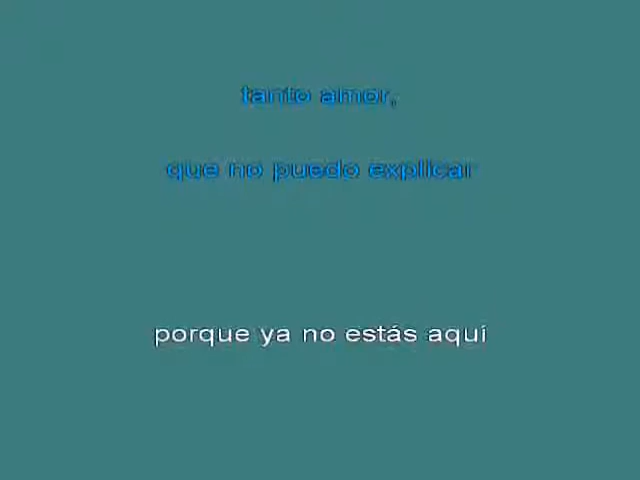 tanto amor,
que no puedo explicar
porque ya no estás aquí